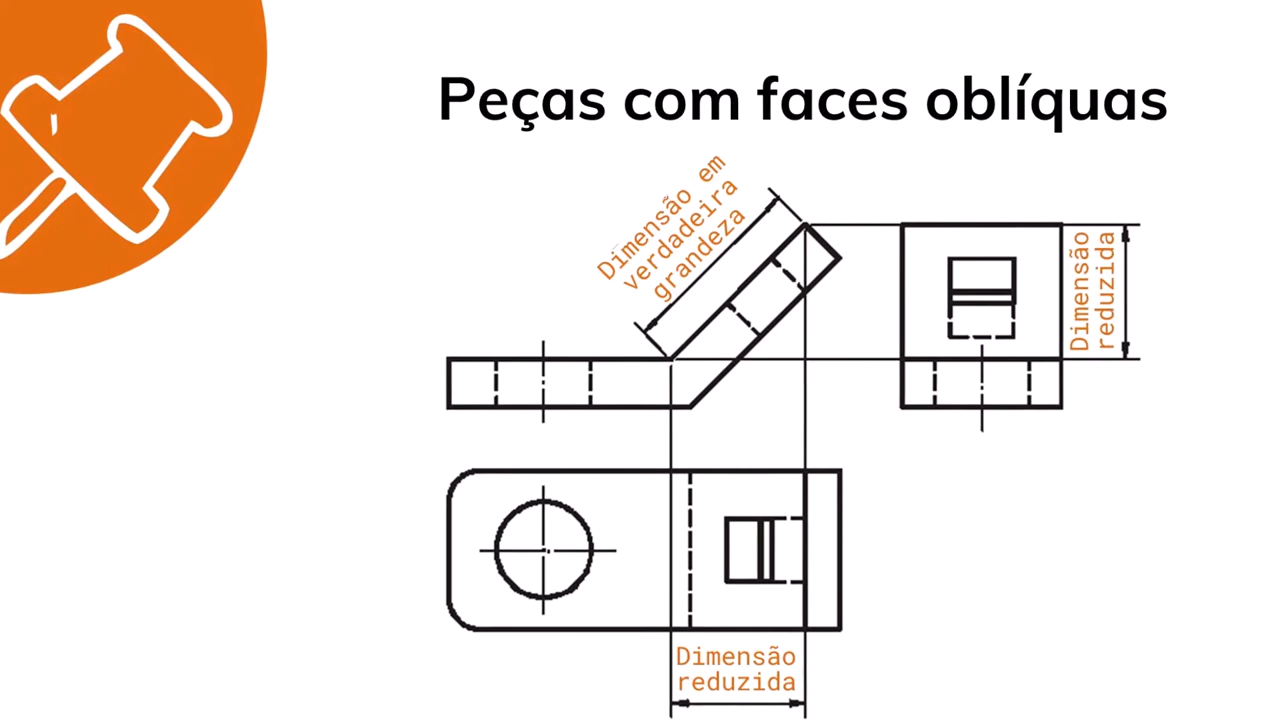 Peças com faces oblíquas
Dimensão em
verdadeira
grandeza
Dimensão
reduzida
Dimensão
reduzida